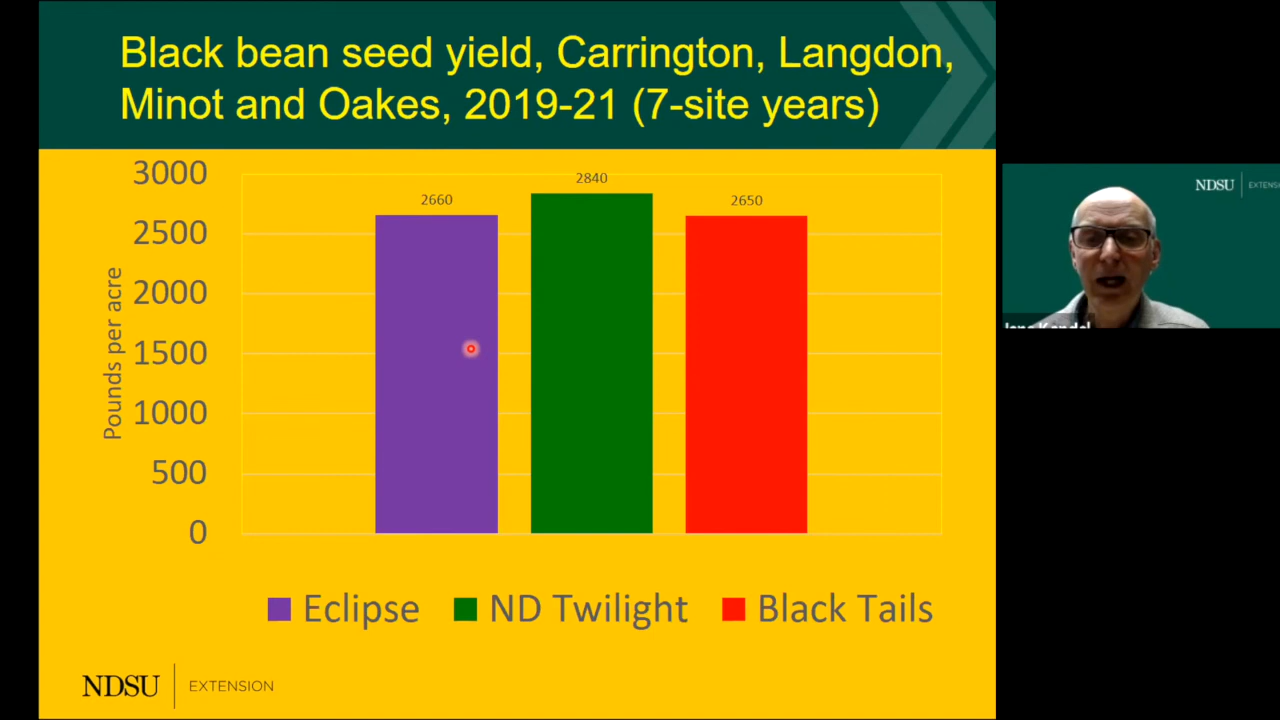 Black bean seed yield, Carrington, Langdon,
Minot and Oakes, 2019-21 (7-site years)
3000
2500
2000
1500
1000
500
0
Pounds per acre
2660
2840
2650
Eclipse
ND Twilight
Black Tails
NDSU
EXTENSION
NDSU